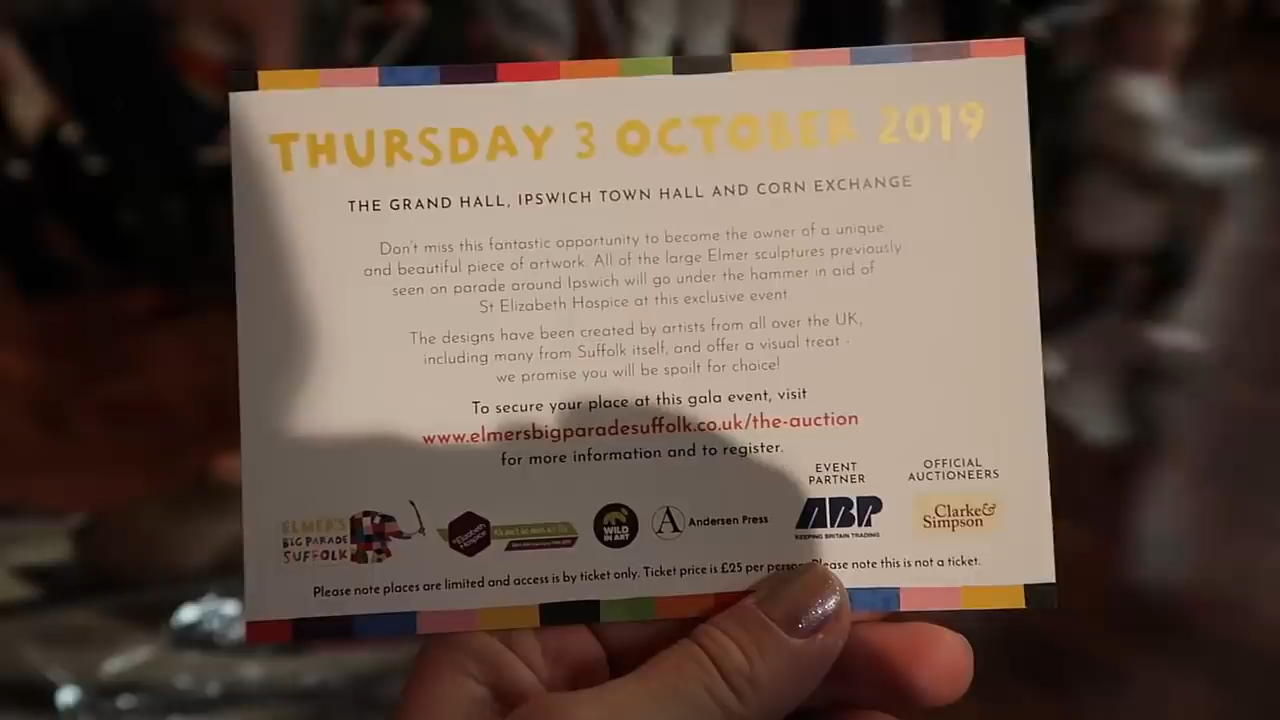 THURSDAY 3 OCTOBER 2019
THE GRAND HALL, IPSWICH TOWN HALL AND CORN EXCHANGE
Don't miss this fantastic opportunity to become the owner of a unique
and beautiful piece of artwork. All of the large Elmer sculptures previously
seen on parade around Ipswich will go under the hammer in aid of
St Elizabeth Hospice at this exclusive event
The designs have been created by artists from all over the UK,
including many from Suffolk itself, and offer a visual treat -
we promise you will be spoilt for choice!
To secure your place at this gala event, visit
www.elmersbigparadesuffolk.co.uk/the-auction
for more information and to register.
EVENT
PARTNER
OFFICIAL
AUCTIONEERS
ELMER'S
BIG PARADE
SUFFOLK
St Elizabeth
Hospice
WILD
IN ART
A
Andersen Press
ABP
KEEPING BRITAIN TRADING
Clarke&
Simpson
Please note places are limited and access is by ticket only. Ticket price is £25 per person. Please note this is not a ticket.